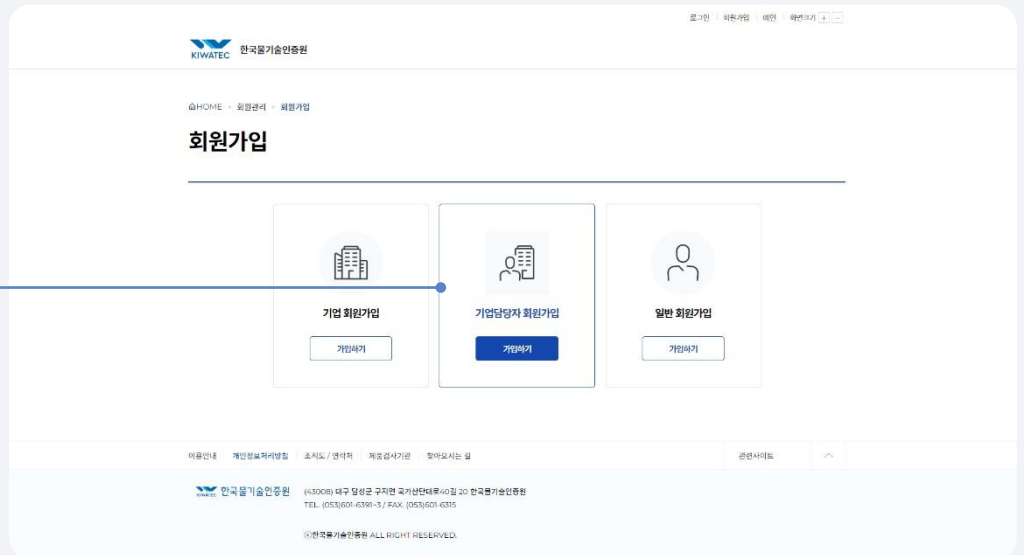 로그인 회원가입 메인 화면크기 + −
KIWATEC 한국물기술인증원
HOME 회원관리 회원가입
회원가입
기업 회원가입
가입하기
기업담당자 회원가입
가입하기
일반 회원가입
가입하기
이용안내 개인정보처리방침 조직도 / 연락처 제품검사기관 찾아오시는 길 관련사이트
KIWATEC 한국물기술인증원
(43008) 대구 달성군 구지면 국가산단대로40길 20 한국물기술인증원
TEL. (053)601-6391~3 / FAX. (053)601-6315
ⓒ한국물기술인증원 ALL RIGHT RESERVED.